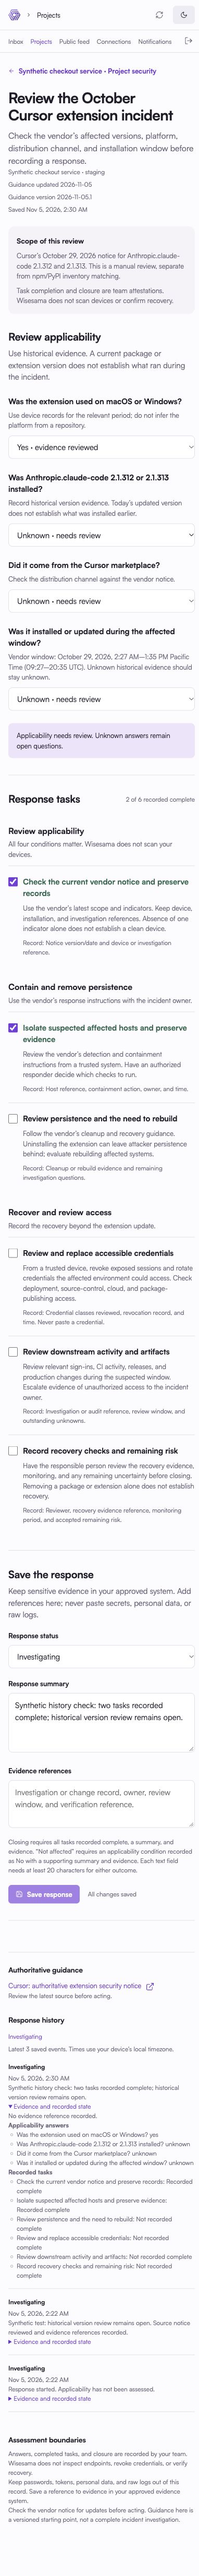 Projects
Inbox Projects Public feed Connections Notifications
Synthetic checkout service · Project security
Review the October
Cursor extension incident
Check the vendor's affected versions, platform,
distribution channel, and installation window before
recording a response.
Synthetic checkout service · staging
Guidance updated 2026-11-05
Guidance version 2026-11-05.1
Saved Nov 5, 2026, 2:30 AM
Scope of this review
Cursor's October 29, 2026 notice for Anthropic.claude-
code 2.1.312 and 2.1.313. This is a manual review, separate
from npm/PyPI inventory matching.
Task completion and closure are team attestations.
Wisesama does not scan devices or confirm recovery.
Review applicability
Use historical evidence. A current package or
extension version does not establish what ran during
the incident.
Was the extension used on macOS or Windows?
Use device records for the relevant period; do not infer the
platform from a repository.
Yes · evidence reviewed
Was Anthropic.claude-code 2.1.312 or 2.1.313
installed?
Record historical version evidence. Today's updated version
does not establish what was installed earlier.
Unknown · needs review
Did it come from the Cursor marketplace?
Check the distribution channel against the vendor notice.
Unknown · needs review
Was it installed or updated during the affected
window?
Vendor window: October 29, 2026, 2:27 AM–1:35 PM Pacific
Time (09:27–20:35 UTC). Unknown historical evidence should
stay unknown.
Unknown · needs review
Applicability needs review. Unknown answers remain
open questions.
Response tasks
2 of 6 recorded complete
Review applicability
All four conditions matter. Wisesama does not scan your
devices.
Check the current vendor notice and preserve
records
Use the vendor's latest scope and indicators. Keep device,
installation, and investigation references. Absence of one
indicator alone does not establish a clean device.
Record: Notice version/date and device or investigation
reference.
Contain and remove persistence
Use the vendor's response instructions with the incident owner.
Isolate suspected affected hosts and preserve
evidence
Review the vendor's detection and containment
instructions from a trusted system. Have an authorized
responder decide which checks to run.
Record: Host reference, containment action, owner, and time.
Review persistence and the need to rebuild
Follow the vendor's cleanup and recovery guidance.
Uninstalling the extension can leave attacker persistence
behind; evaluate rebuilding affected systems.
Record: Cleanup or rebuild evidence and remaining
investigation questions.
Recover and review access
Record the recovery beyond the extension update.
Review and replace accessible credentials
From a trusted device, revoke exposed sessions and rotate
credentials the affected environment could access. Check
deployment, source-control, cloud, and package-
publishing access.
Record: Credential classes reviewed, revocation record, and
time. Never paste a credential.
Review downstream activity and artifacts
Review relevant sign-ins, CI activity, releases, and
production changes during the suspected window.
Escalate evidence of unauthorized access to the incident
owner.
Record: Investigation or audit reference, review window, and
outstanding unknowns.
Record recovery checks and remaining risk
Have the responsible person review the recovery evidence,
monitoring, and any remaining uncertainty before closing.
Removing a package or extension alone does not establish
recovery.
Record: Reviewer, recovery evidence reference, monitoring
period, and accepted remaining risk.
Save the response
Keep sensitive evidence in your approved system. Add
references here; never paste secrets, personal data, or
raw logs.
Response status
Investigating
Response summary
Synthetic history check: two tasks recorded
complete; historical version review remains open.
Evidence references
Investigation or change record, owner, review
window, and verification reference.
Closing requires all tasks recorded complete, a summary, and
evidence. "Not affected" requires an applicability condition recorded
as No with a supporting summary and evidence. Each text field
needs at least 20 characters for either outcome.
Save response
All changes saved
Authoritative guidance
Cursor: authoritative extension security notice
Review the latest source before acting.
Response history
Investigating
Latest 3 saved events. Times use your device's local timezone.
Investigating
Nov 5, 2026, 2:30 AM
Synthetic history check: two tasks recorded complete; historical
version review remains open.
Evidence and recorded state
No evidence reference recorded.
Applicability answers
Was the extension used on macOS or Windows? yes
Was Anthropic.claude-code 2.1.312 or 2.1.313 installed? unknown
Did it come from the Cursor marketplace? unknown
Was it installed or updated during the affected window? unknown
Recorded tasks
Check the current vendor notice and preserve records: Recorded
complete
Isolate suspected affected hosts and preserve evidence:
Recorded complete
Review persistence and the need to rebuild: Not recorded
complete
Review and replace accessible credentials: Not recorded
complete
Review downstream activity and artifacts: Not recorded complete
Record recovery checks and remaining risk: Not recorded
complete
Investigating
Nov 5, 2026, 2:22 AM
Synthetic test: historical version review remains open. Source notice
reviewed and evidence references recorded.
Evidence and recorded state
Investigating
Nov 5, 2026, 2:22 AM
Response started. Applicability has not been assessed.
Evidence and recorded state
Assessment boundaries
Answers, completed tasks, and closure are recorded by your team.
Wisesama does not inspect endpoints, revoke credentials, or verify
recovery.
Keep passwords, tokens, personal data, and raw logs out of this
record. Save a reference to evidence in your approved evidence
system.
Check the vendor notice for updates before acting. Guidance here is
a versioned starting point, not a complete incident investigation.